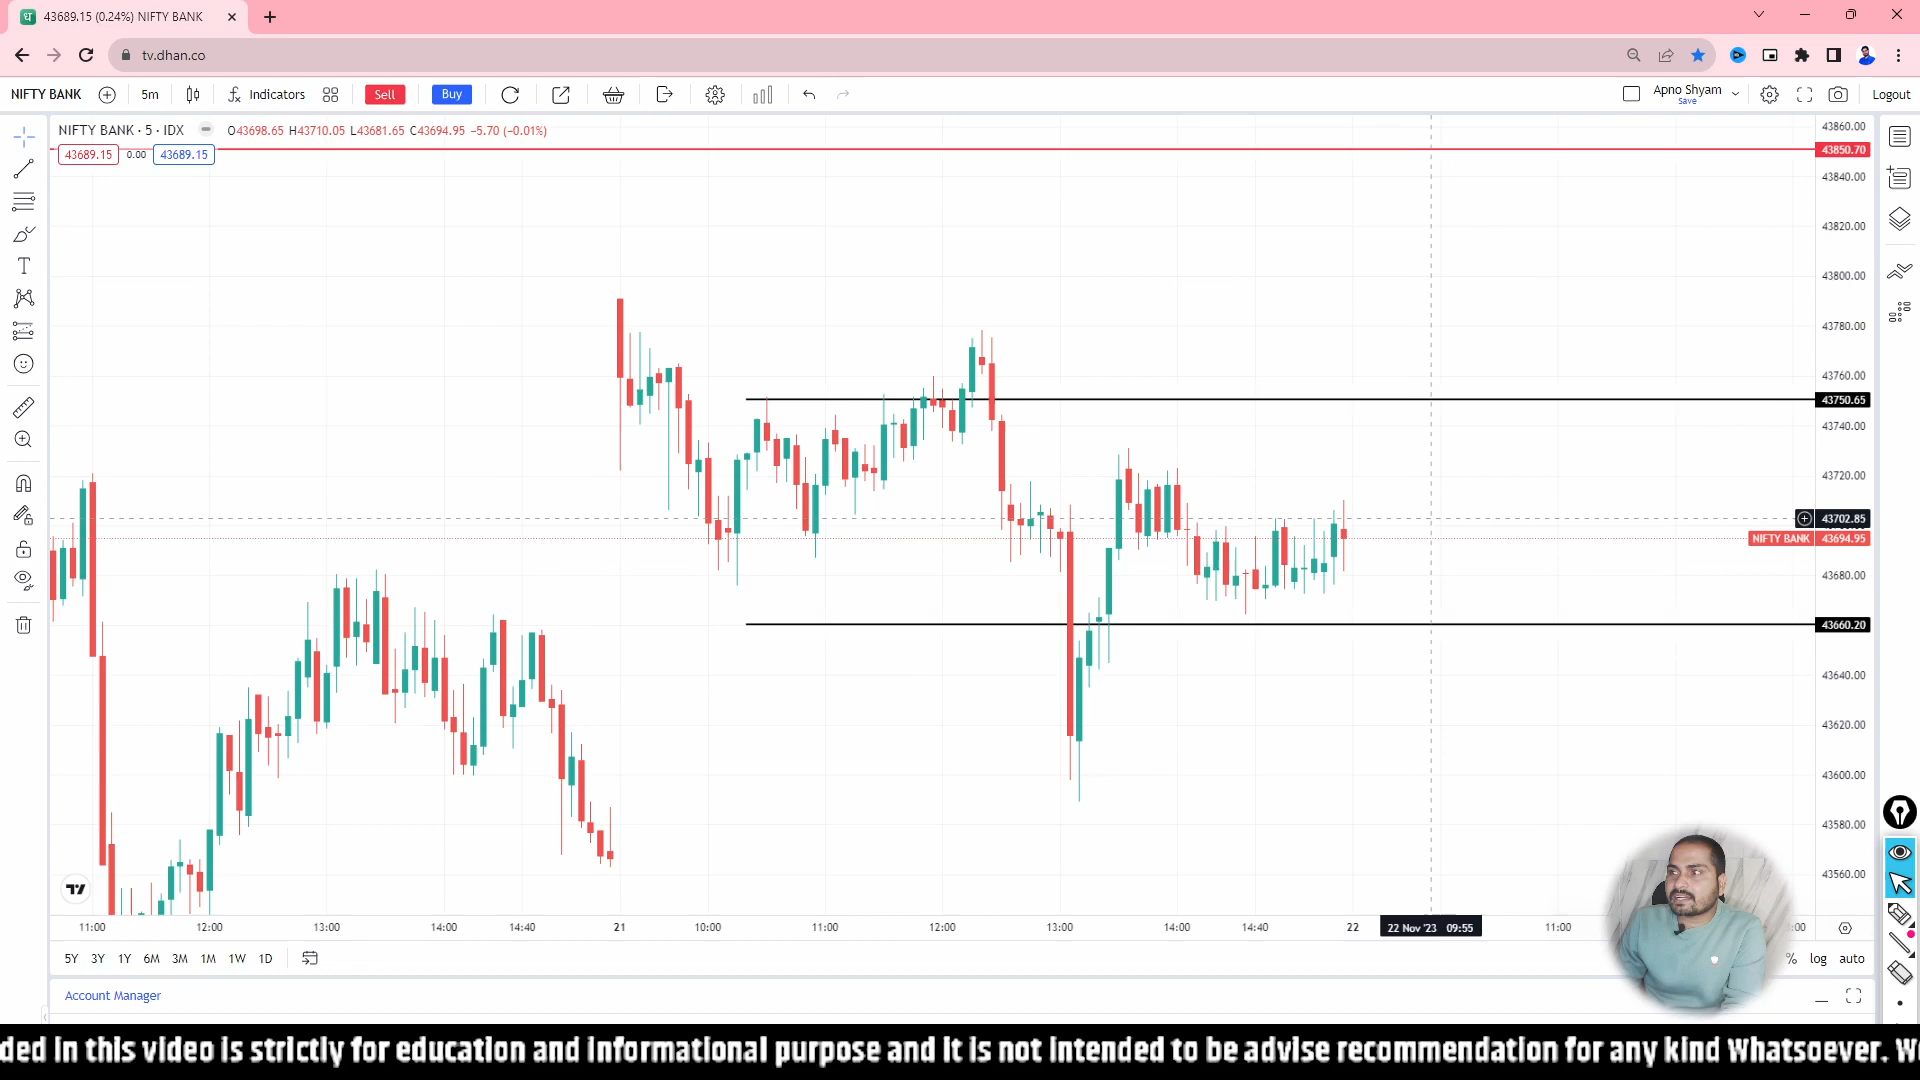 43689.15 (0.24%) NIFTY BANK
tv.dhan.co
NIFTY BANK 5m Indicators Sell Buy Apno Shyam Save Logout
NIFTY BANK · 5 · IDX O43698.65 H43710.05 L43681.65 C43694.95 −5.70 (−0.01%)
43689.15 0.00 43689.15
43860.00
43850.70
43840.00
43820.00
43800.00
43780.00
43760.00
43750.65
43740.00
43720.00
43702.85
NIFTY BANK 43694.95
43680.00
43660.20
43640.00
43620.00
43600.00
43580.00
43560.00
11:00 12:00 13:00 14:00 14:40 21 10:00 11:00 12:00 13:00 14:00 14:40 22 22 Nov '23 09:55 11:00 :00
5Y 3Y 1Y 6M 3M 1M 1W 1D % log auto
Account Manager
ded in this video is strictly for education and informational purpose and it is not intended to be advise recommendation for any kind Whatsoever. We